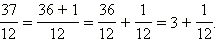 37/12 = (36 + 1)/12 = 36/12 + 1/12 = 3 + 1/12.